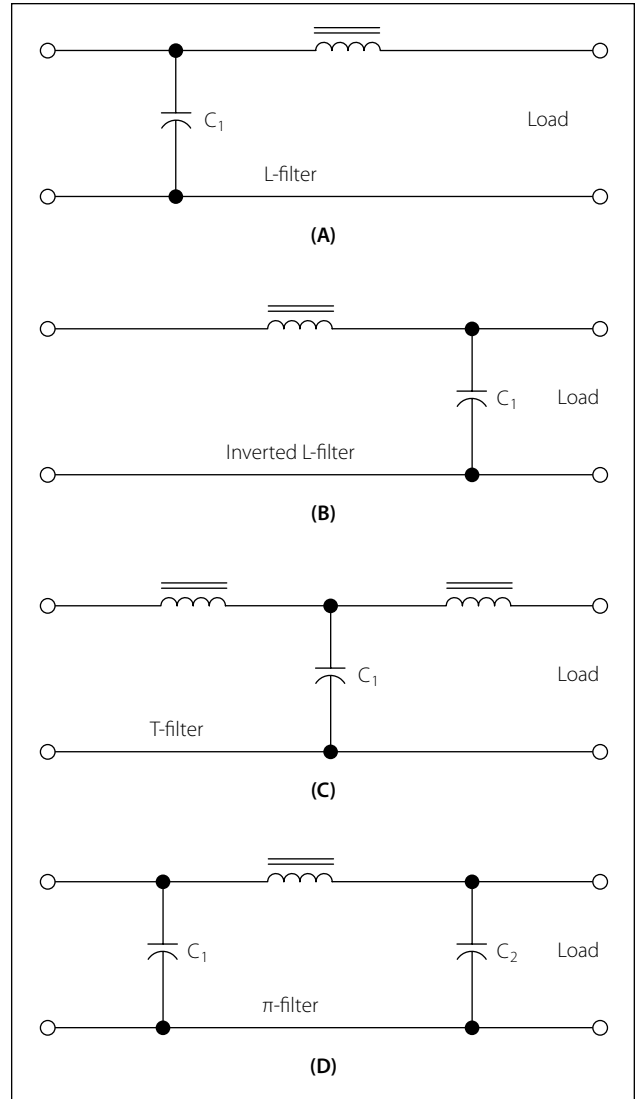 C₁
Load
L-filter
(A)
C₁
Load
Inverted L-filter
(B)
C₁
Load
T-filter
(C)
C₁
C₂
Load
π-filter
(D)